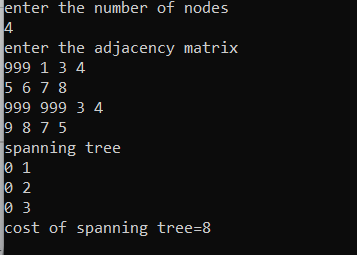 enter the number of nodes
4
enter the adjacency matrix
999 1 3 4
5 6 7 8
999 999 3 4
9 8 7 5
spanning tree
0 1
0 2
0 3
cost of spanning tree=8